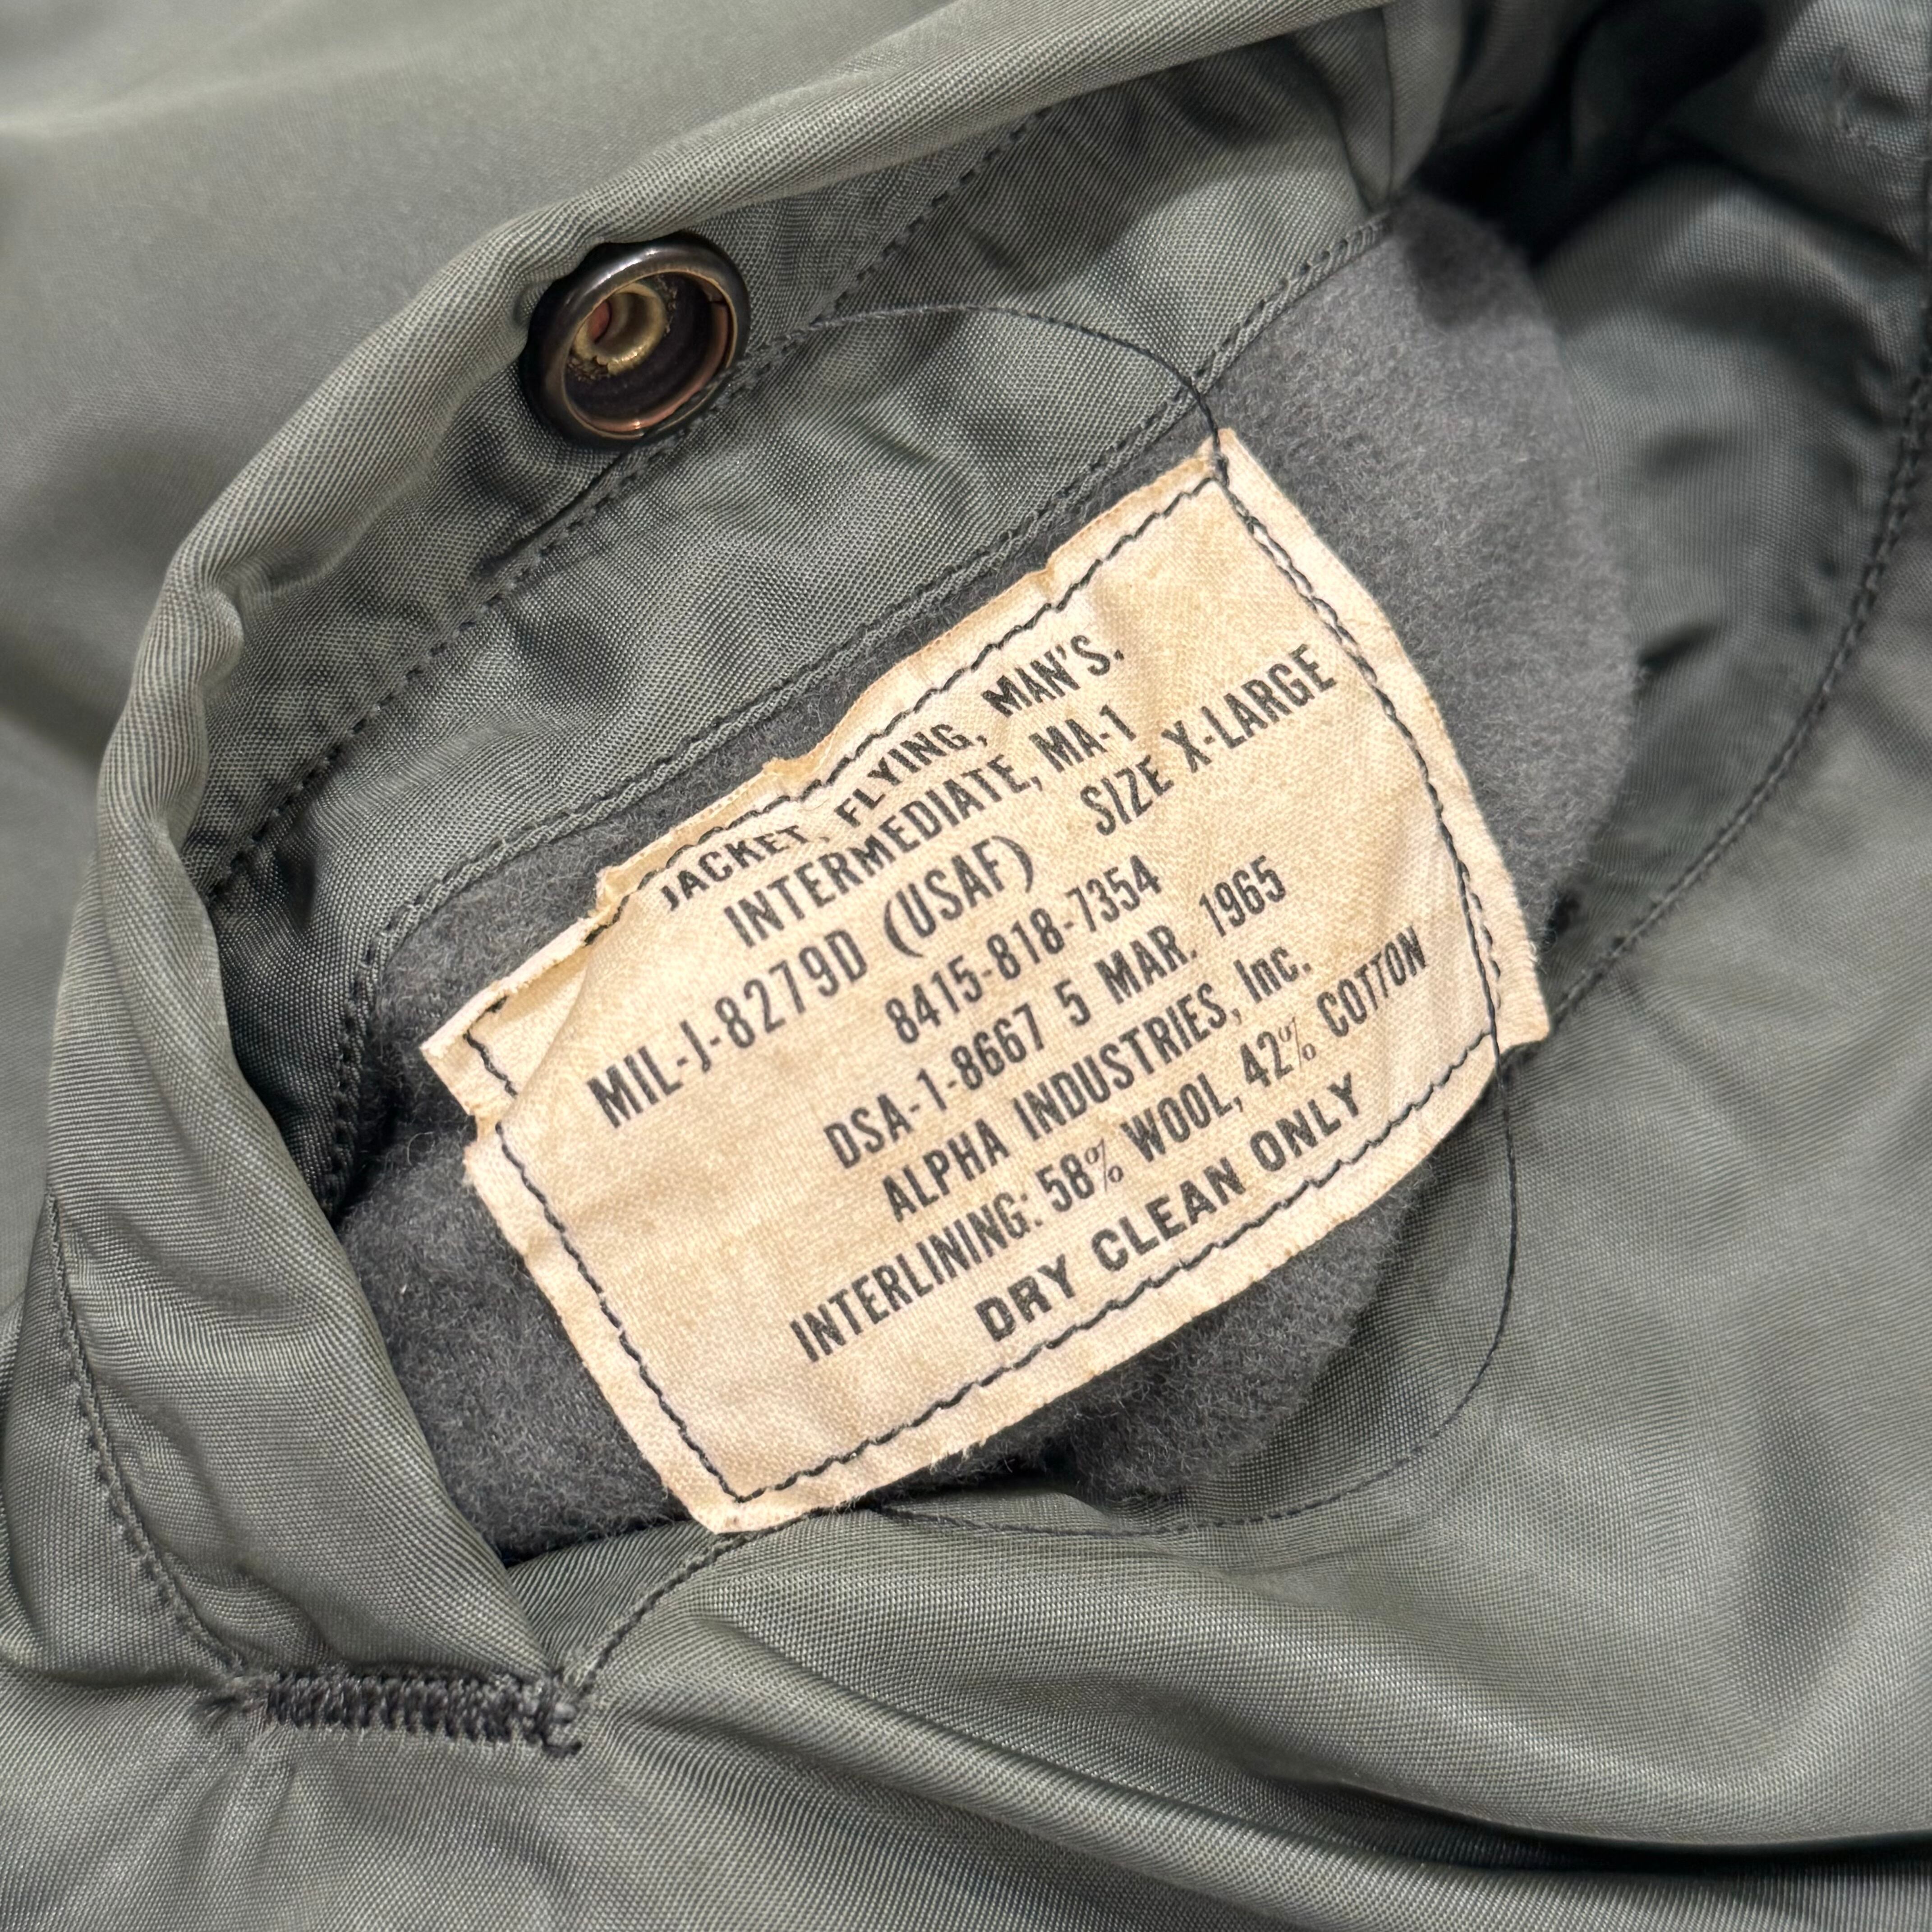 JACKET, FLYING, MAN'S.
INTERMEDIATE, MA-1
MIL-J-8279D (USAF) SIZE X-LARGE
8415-818-7354
DSA-1-8667 5 MAR. 1965
ALPHA INDUSTRIES, Inc.
INTERLINING: 58% WOOL, 42% COTTON
DRY CLEAN ONLY